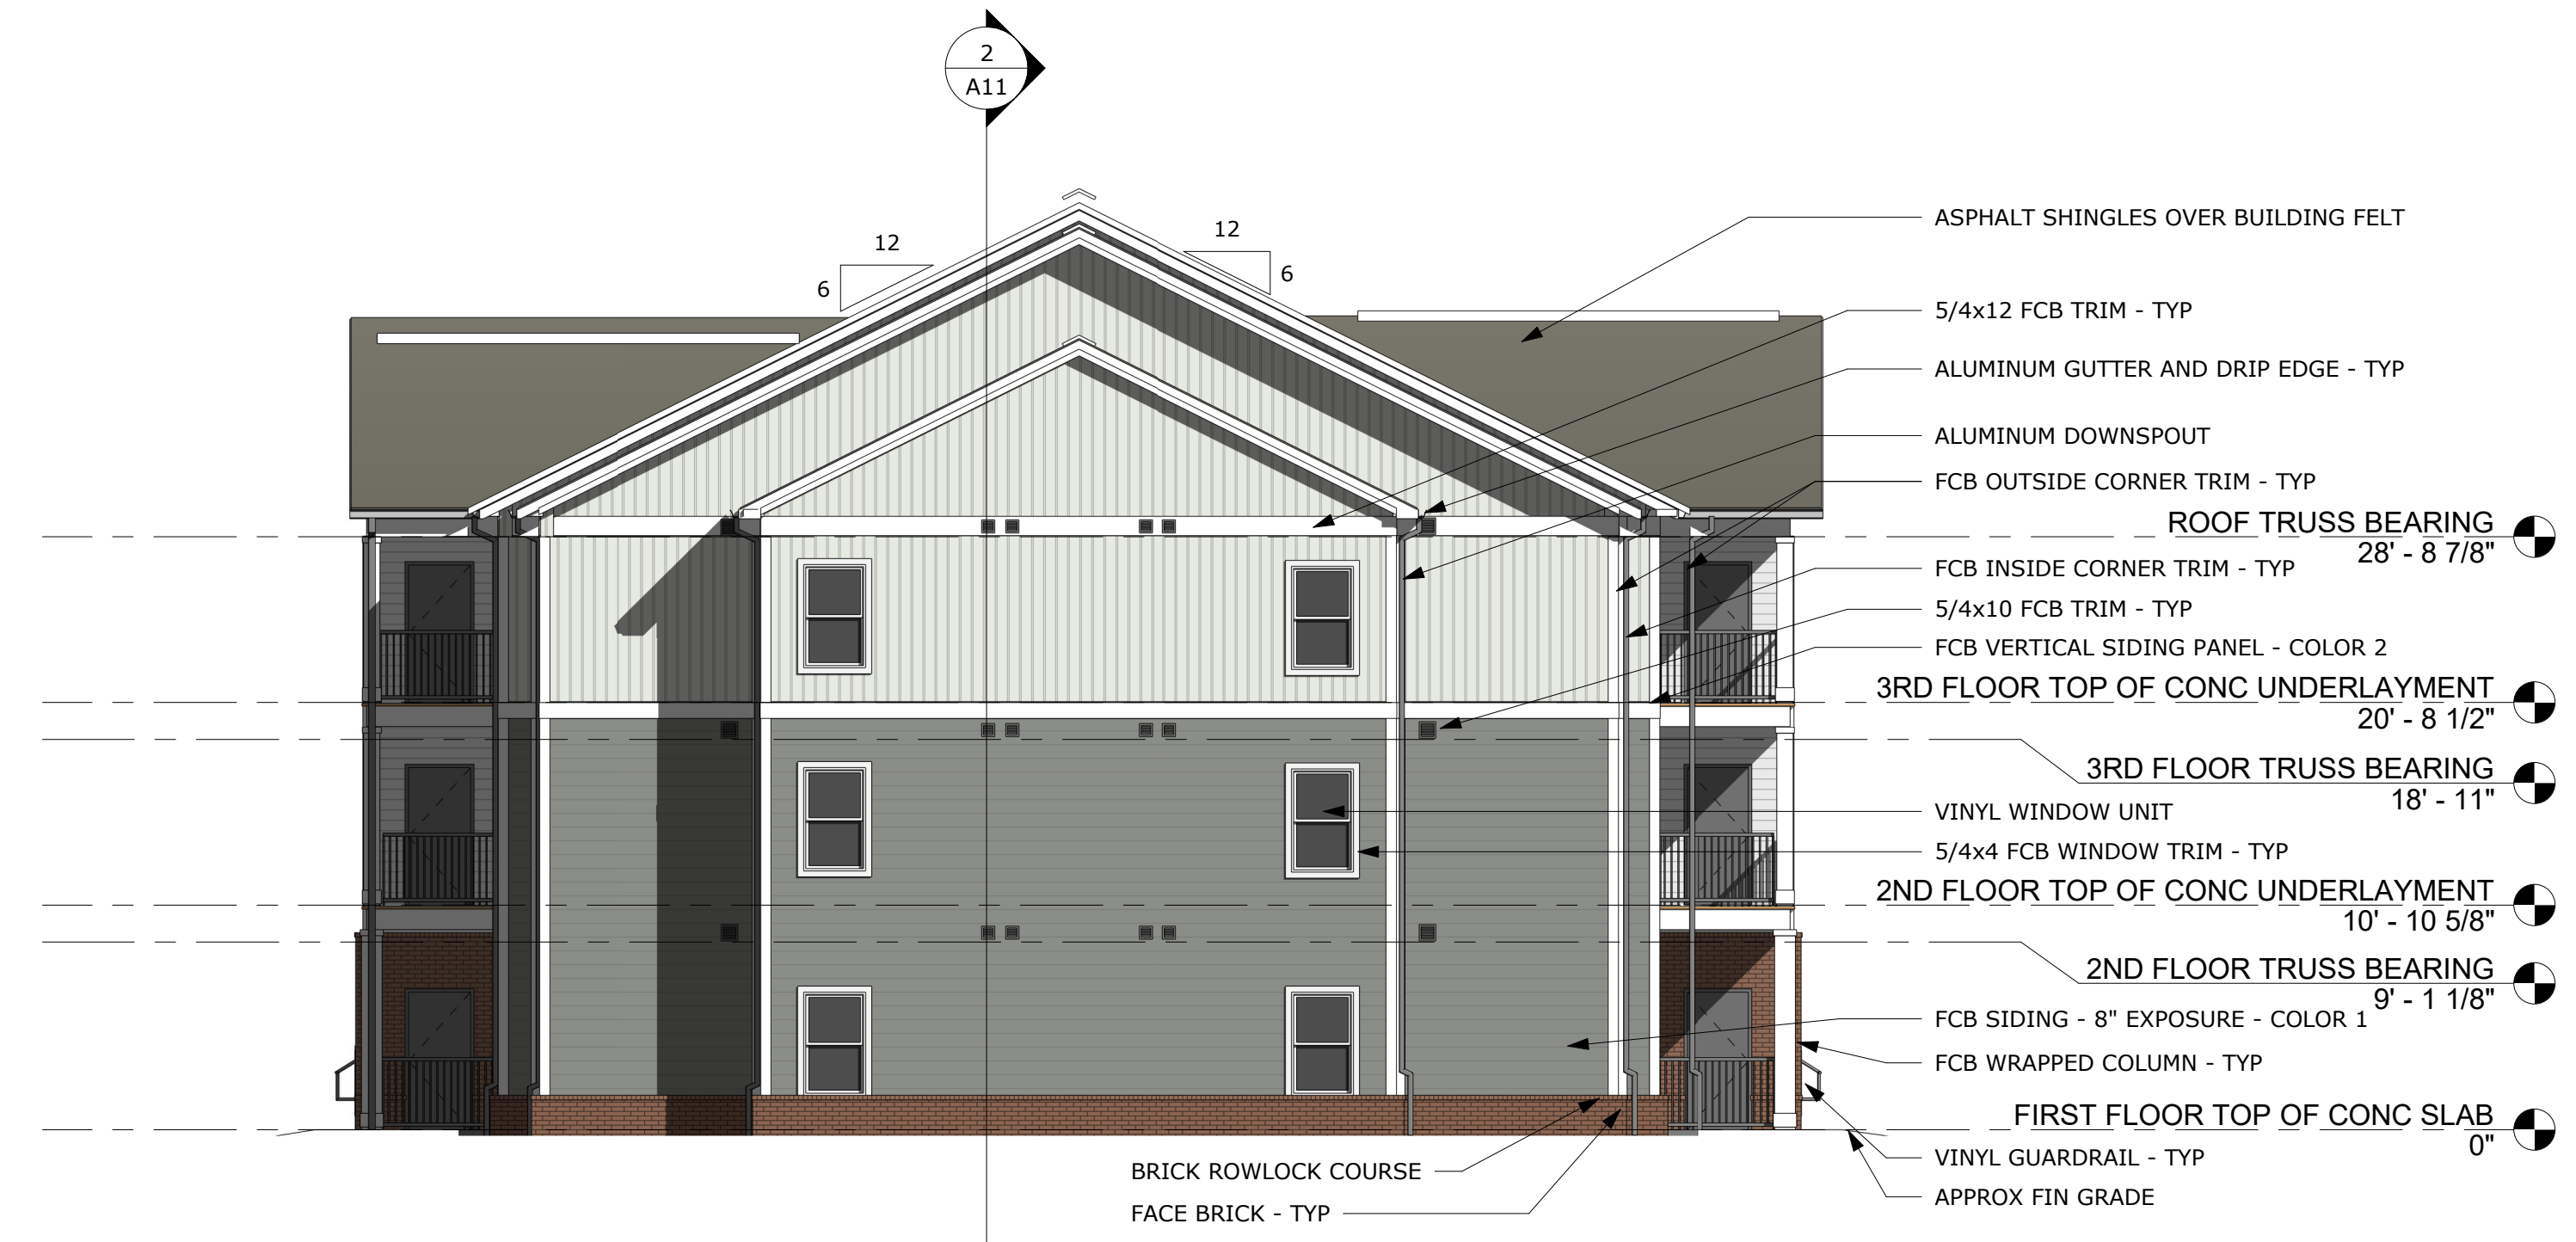 2
A11
12
6
12
6
ASPHALT SHINGLES OVER BUILDING FELT
5/4x12 FCB TRIM - TYP
ALUMINUM GUTTER AND DRIP EDGE - TYP
ALUMINUM DOWNSPOUT
FCB OUTSIDE CORNER TRIM - TYP
ROOF TRUSS BEARING
28' - 8 7/8"
FCB INSIDE CORNER TRIM - TYP
5/4x10 FCB TRIM - TYP
FCB VERTICAL SIDING PANEL - COLOR 2
3RD FLOOR TOP OF CONC UNDERLAYMENT
20' - 8 1/2"
3RD FLOOR TRUSS BEARING
18' - 11"
VINYL WINDOW UNIT
5/4x4 FCB WINDOW TRIM - TYP
2ND FLOOR TOP OF CONC UNDERLAYMENT
10' - 10 5/8"
2ND FLOOR TRUSS BEARING
9' - 1 1/8"
FCB SIDING - 8" EXPOSURE - COLOR 1
FCB WRAPPED COLUMN - TYP
FIRST FLOOR TOP OF CONC SLAB
0"
VINYL GUARDRAIL - TYP
APPROX FIN GRADE
BRICK ROWLOCK COURSE
FACE BRICK - TYP